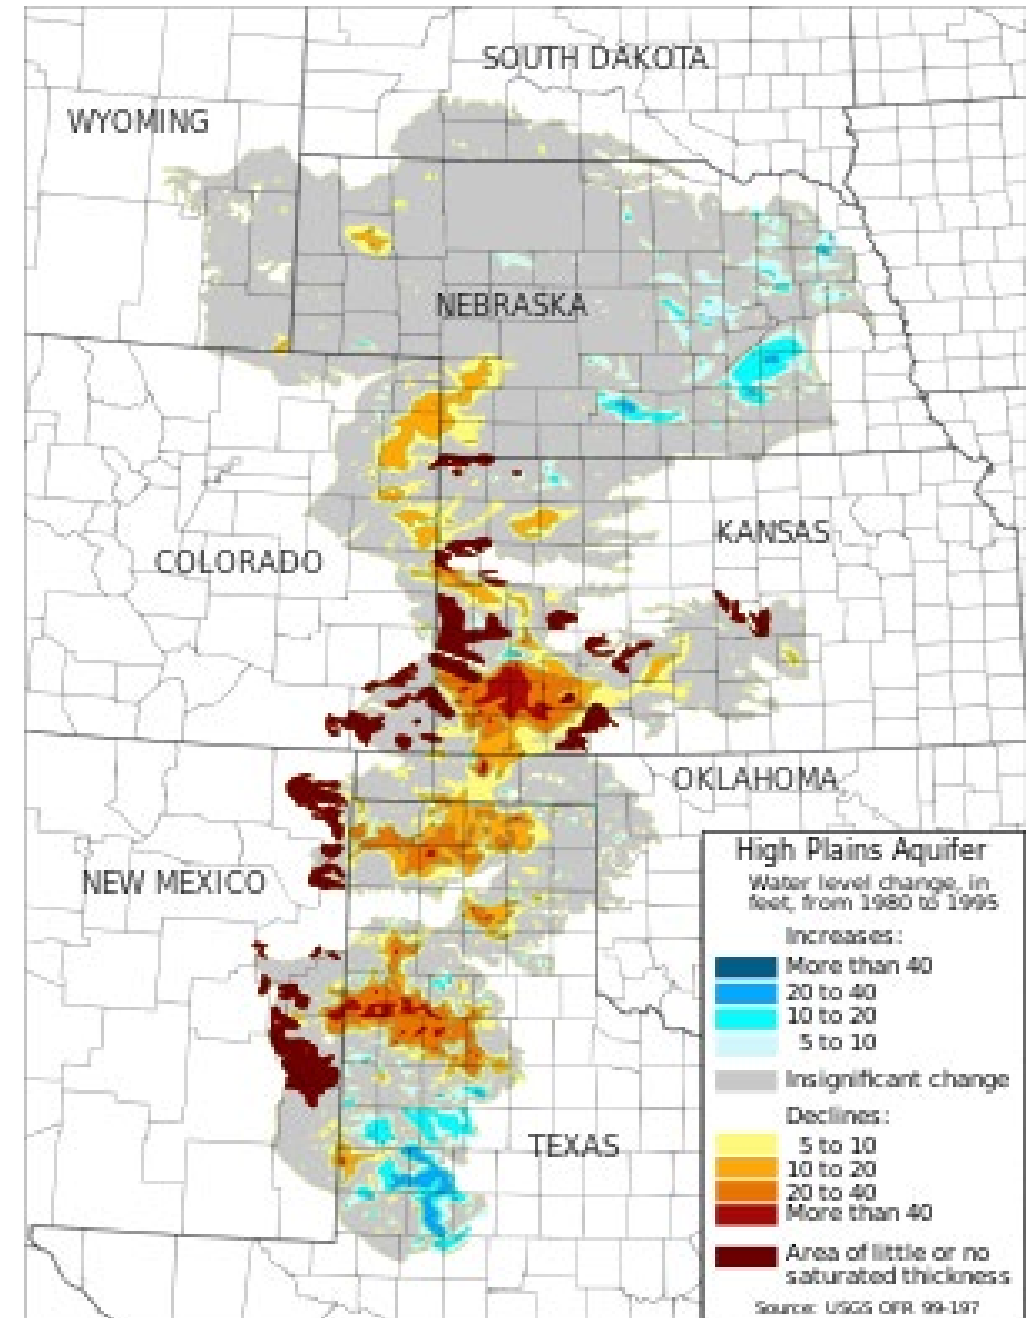 SOUTH DAKOTA
WYOMING
NEBRASKA
KANSAS
COLORADO
OKLAHOMA
NEW MEXICO
TEXAS
High Plains Aquifer
Water level change, in
feet, from 1980 to 1995
Increases:
More than 40
20 to 40
10 to 20
5 to 10
Insignificant change
Declines:
5 to 10
10 to 20
20 to 40
More than 40
Area of little or no
saturated thickness
Source: USGS OFR 99-197